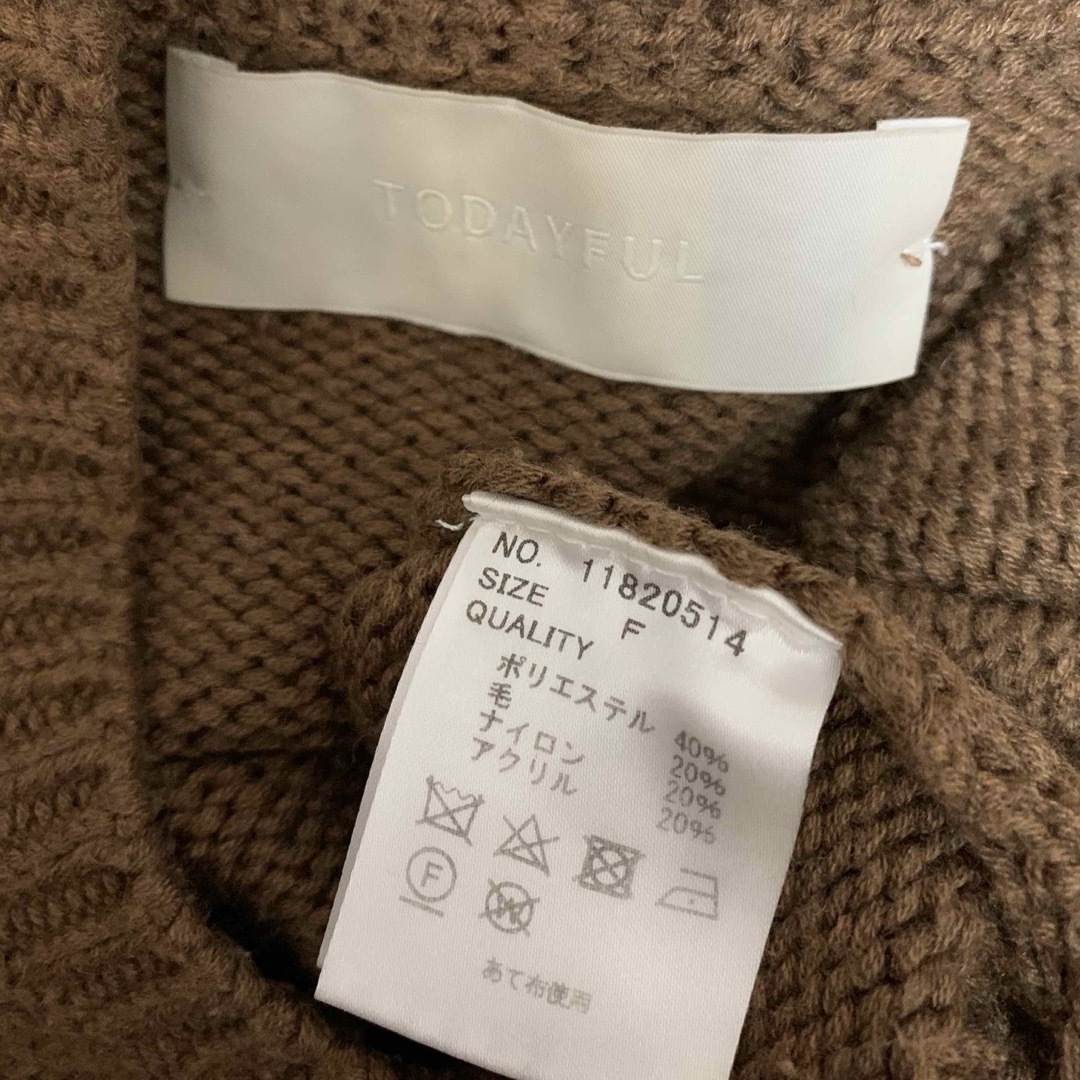 TODAYFUL
NO. 11820514
SIZE F
QUALITY
ポリエステル 40%
毛 20%
ナイロン 20%
アクリル 20%
F
W
あて布使用